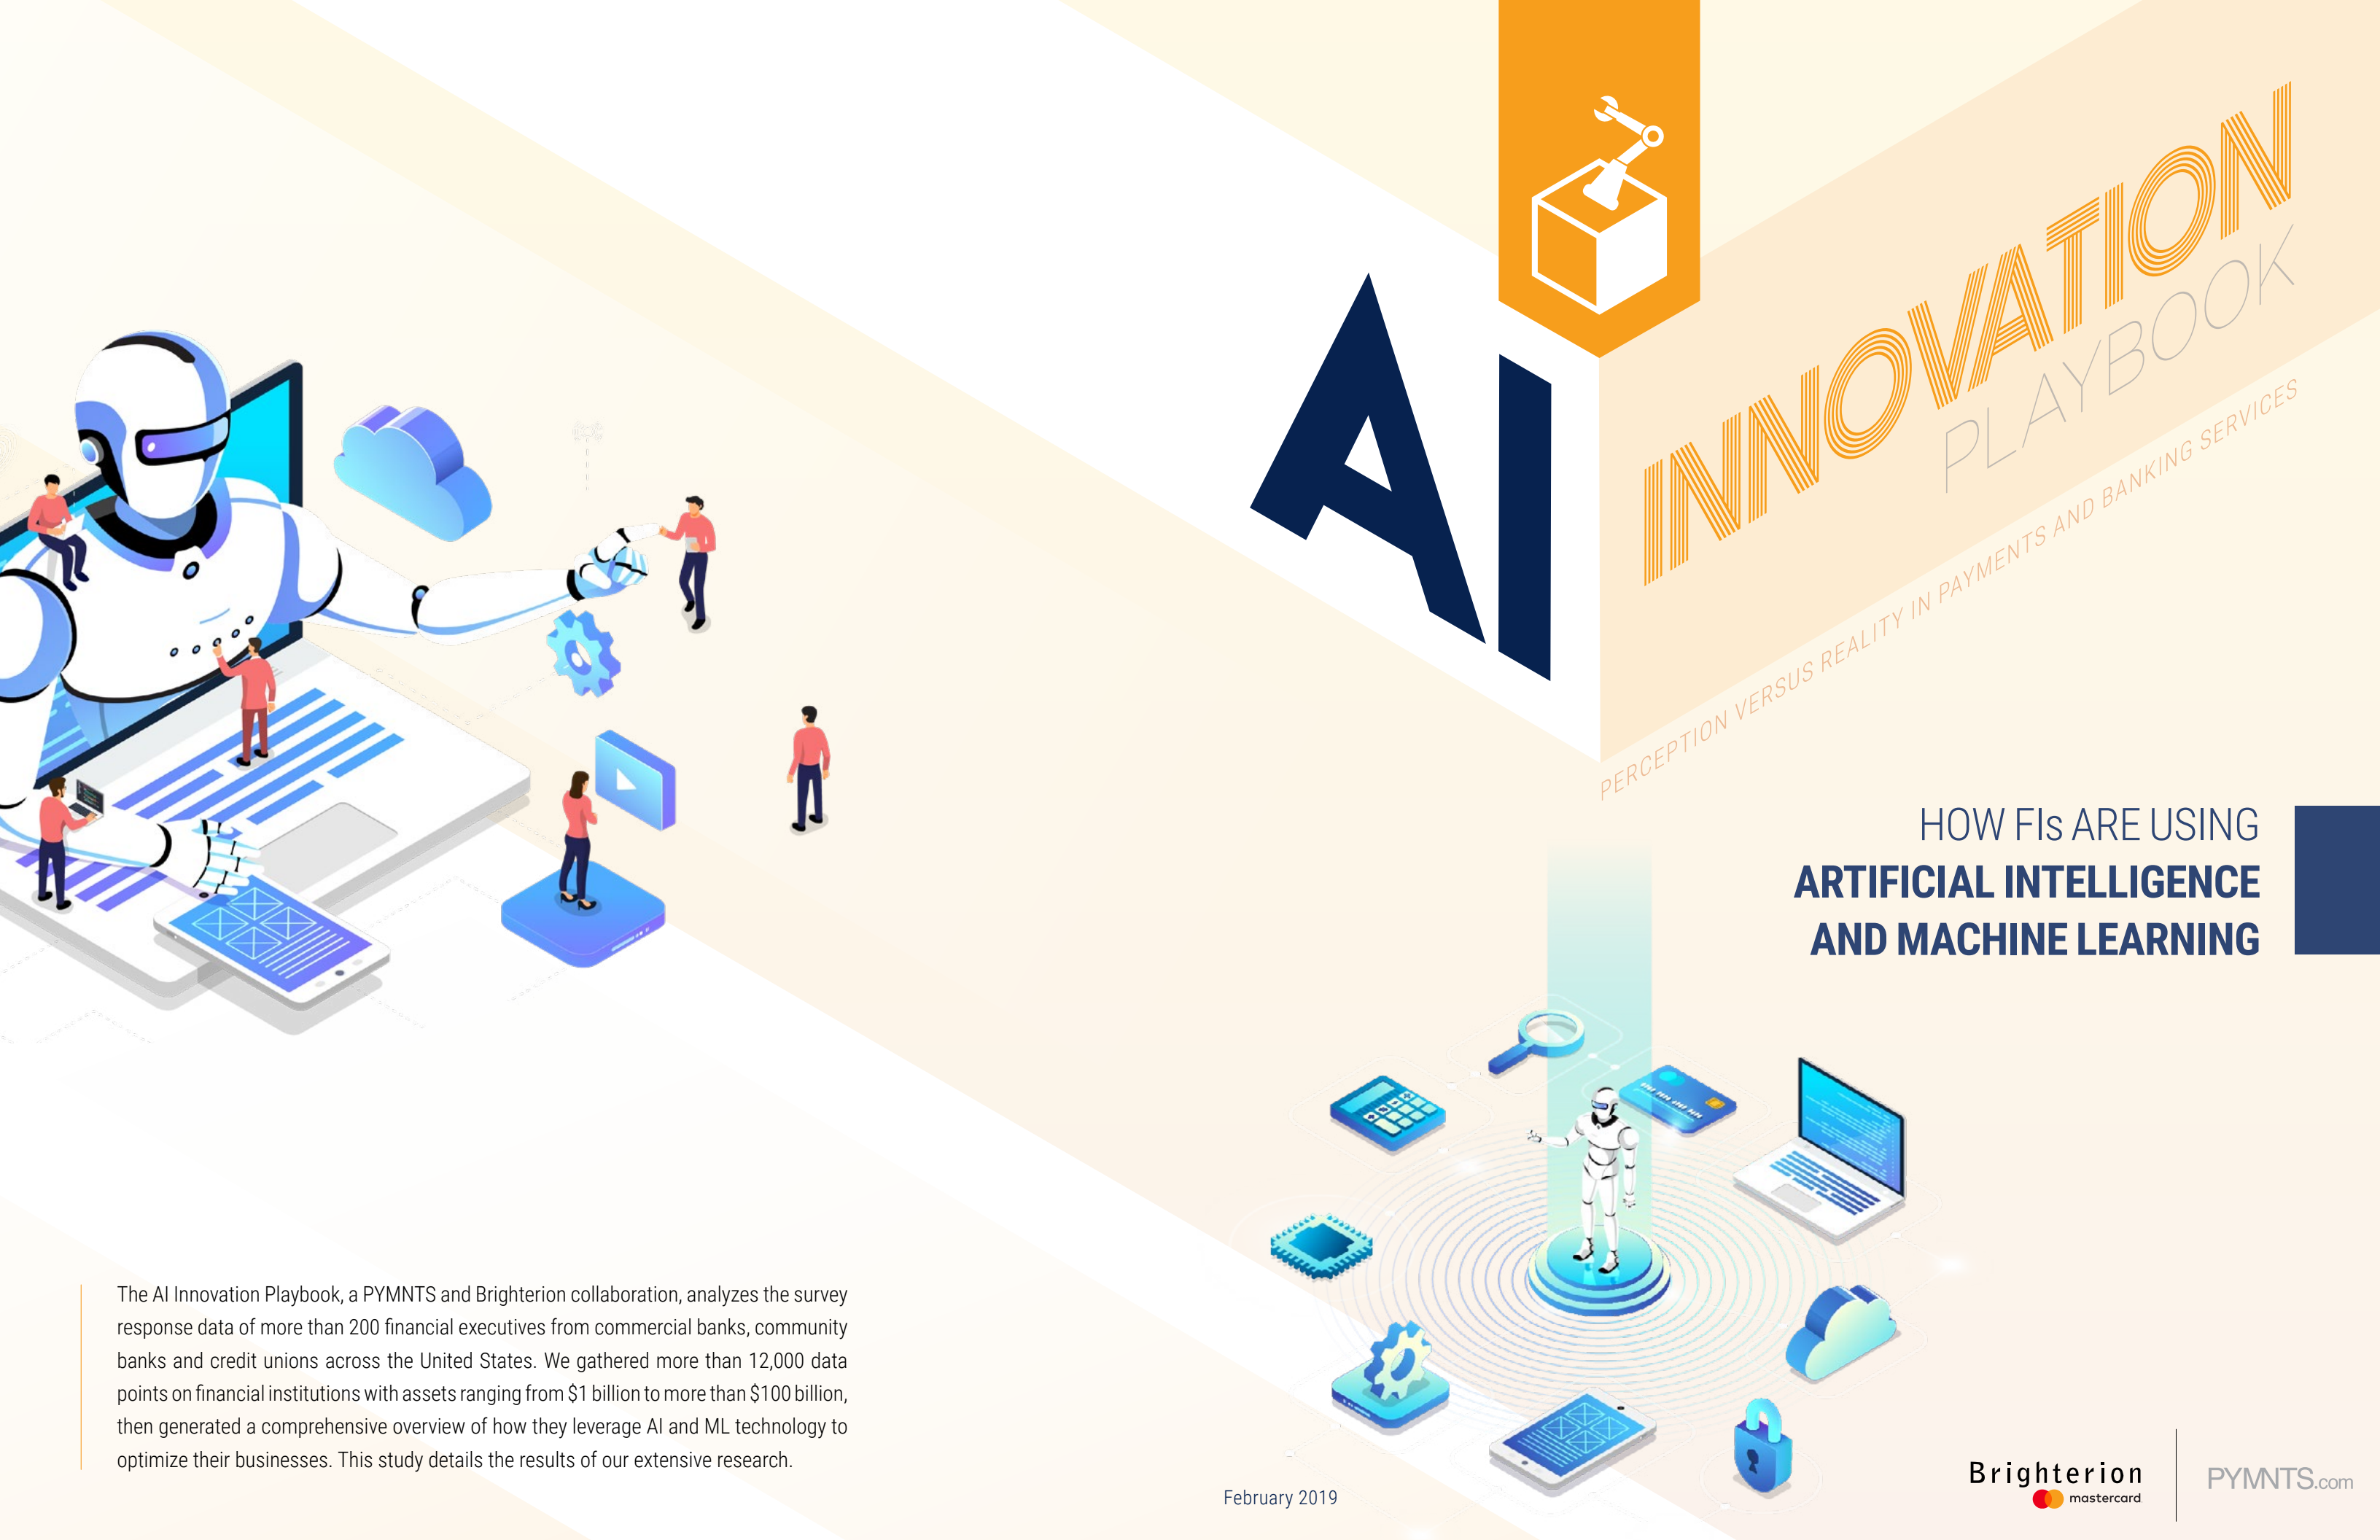 The AI Innovation Playbook, a PYMNTS and Brighterion collaboration, analyzes the survey
response data of more than 200 financial executives from commercial banks, community
banks and credit unions across the United States. We gathered more than 12,000 data
points on financial institutions with assets ranging from $1 billion to more than $100 billion,
then generated a comprehensive overview of how they leverage AI and ML technology to
optimize their businesses. This study details the results of our extensive research.
AI
INNOVATION
PLAYBOOK
PERCEPTION VERSUS REALITY IN PAYMENTS AND BANKING SERVICES
HOW FIs ARE USING
ARTIFICIAL INTELLIGENCE
AND MACHINE LEARNING
February 2019
Brighterion
mastercard
PYMNTS.com